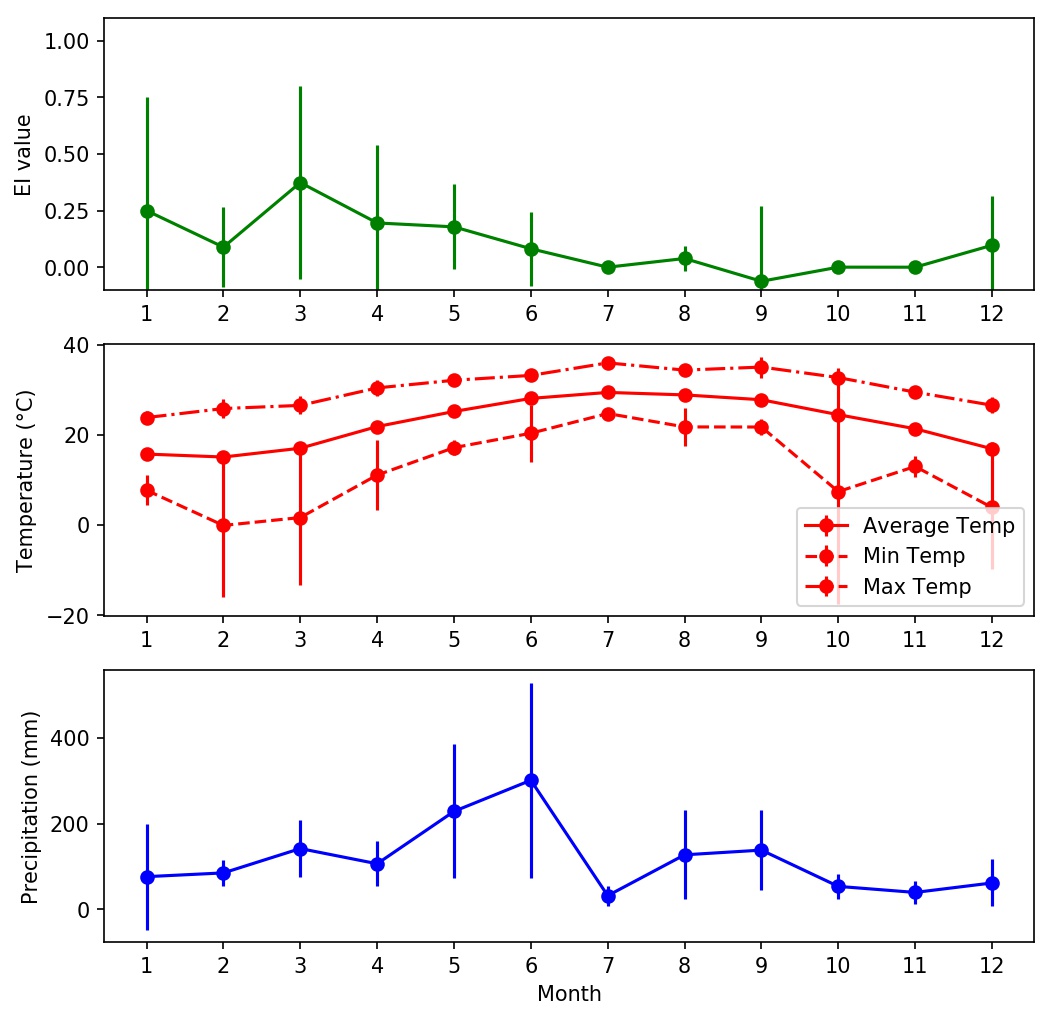 1.00
0.75
0.50
0.25
0.00
EI value
1 2 3 4 5 6 7 8 9 10 11 12
40
20
0
−20
Temperature (°C)
Average Temp
Min Temp
Max Temp
1 2 3 4 5 6 7 8 9 10 11 12
400
200
0
Precipitation (mm)
1 2 3 4 5 6 7 8 9 10 11 12
Month